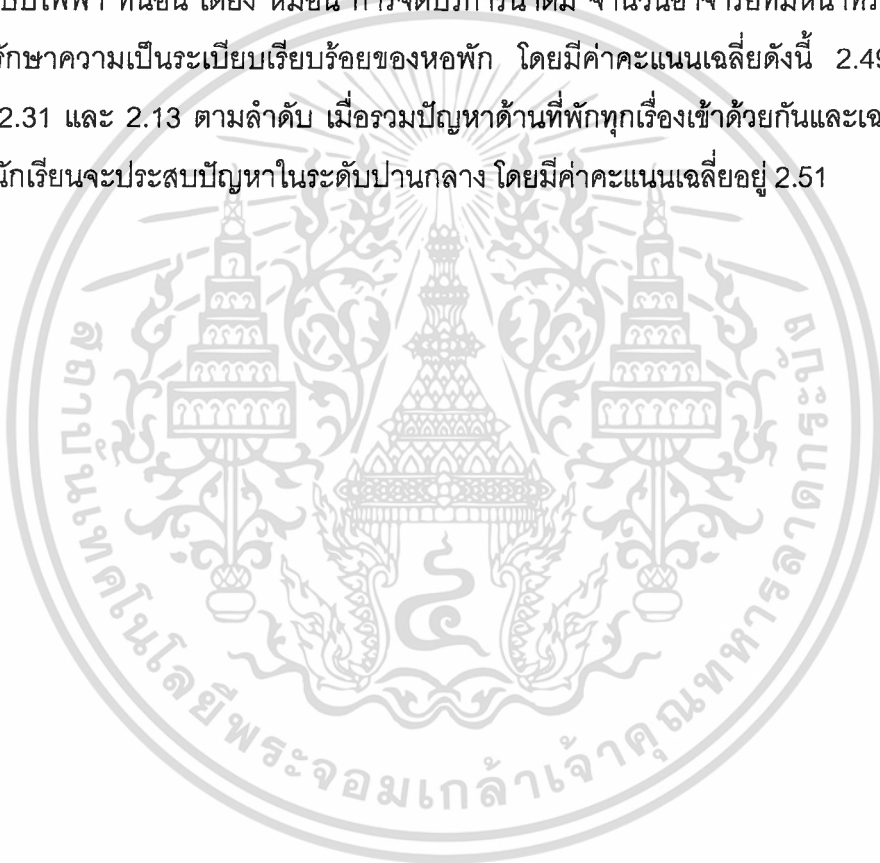 ที่นอน เตียง หมอน การจัดบริการน้ำดื่ม จำนวนอาจารย์ที่มีหน้าที่
รักษาความเป็นระเบียบเรียบร้อยของหอพัก โดยมีค่าคะแนนเฉลี่ยดังนี้ 2.49
2.31 และ 2.13 ตามลำดับ เมื่อรวมปัญหาด้านที่พักทุกเรื่องเข้าด้วยกันและ
นักเรียนจะประสบปัญหาในระดับปานกลาง โดยมีค่าคะแนนเฉลี่ยอยู่ 2.51
สถาบันเทคโนโลยีพระจอมเกล้าเจ้าคุณทหารลาดกระบัง
๔